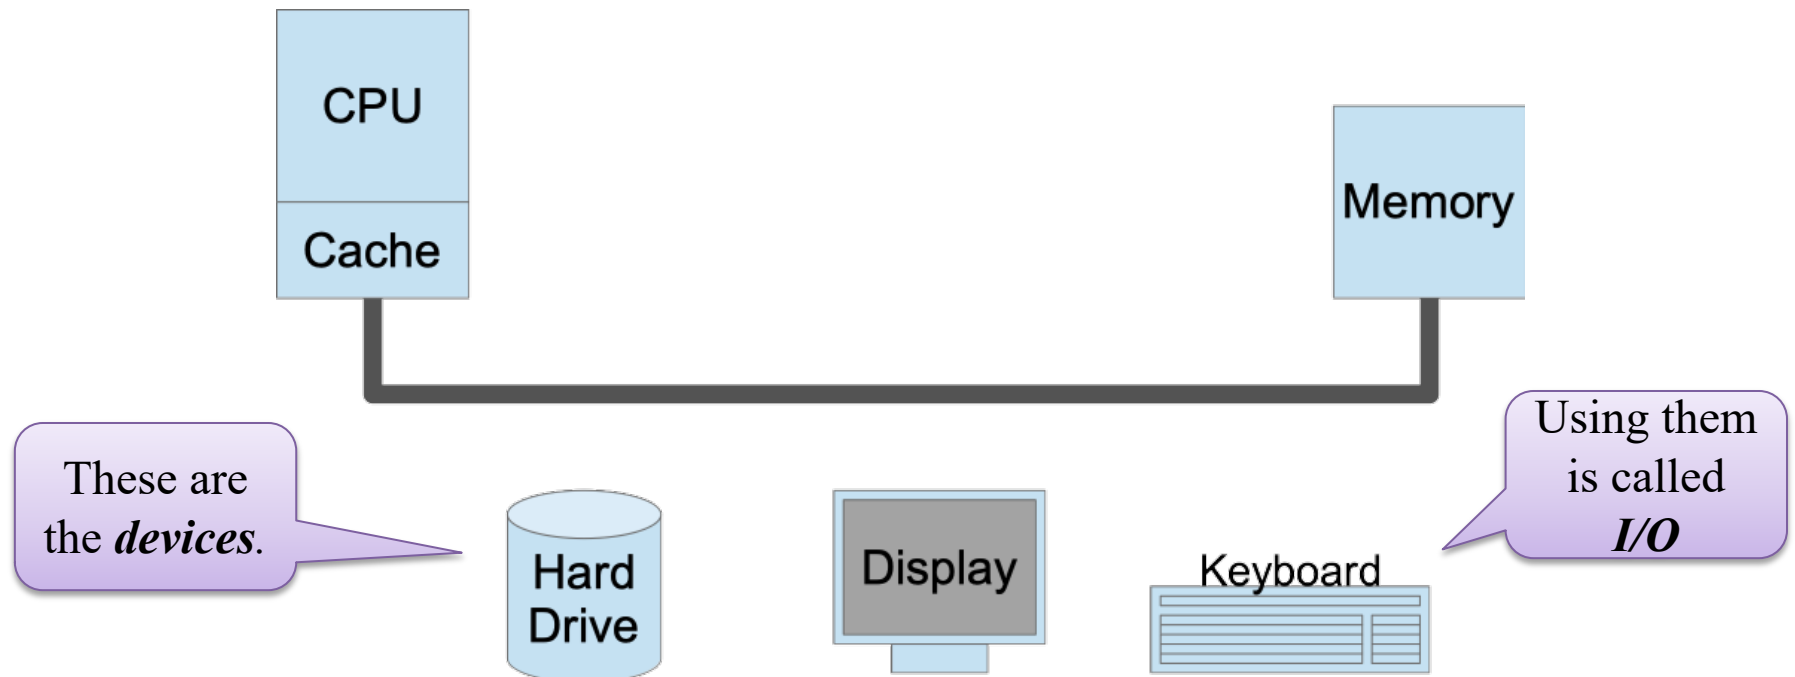 CPU
Cache
Memory
These are
the devices.
Hard
Drive
Display
Keyboard
Using them
is called
I/O